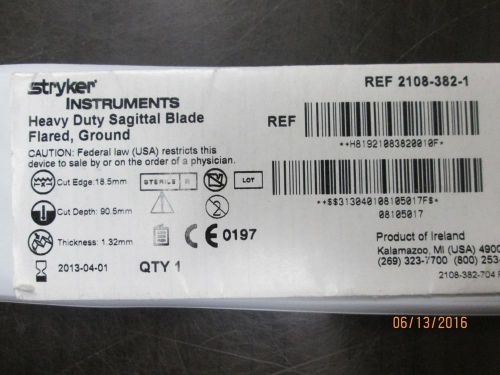 stryker
INSTRUMENTS
Heavy Duty Sagittal Blade
Flared, Ground
CAUTION: Federal law (USA) restricts this
device to sale by or on the order of a physician.
Cut Edge:18.5mm
STERILE R
2
LOT
Cut Depth: 90.5mm
Thickness: 1.32mm
CE 0197
2013-04-01
QTY 1
REF 2108-382-1
REF
**H81921083820010F*
**$$313040108105017F$*
08105017
Product of Ireland
Kalamazoo, MI (USA) 4900
(269) 323-7700 (800) 253-
2108-382-704
06/13/2016